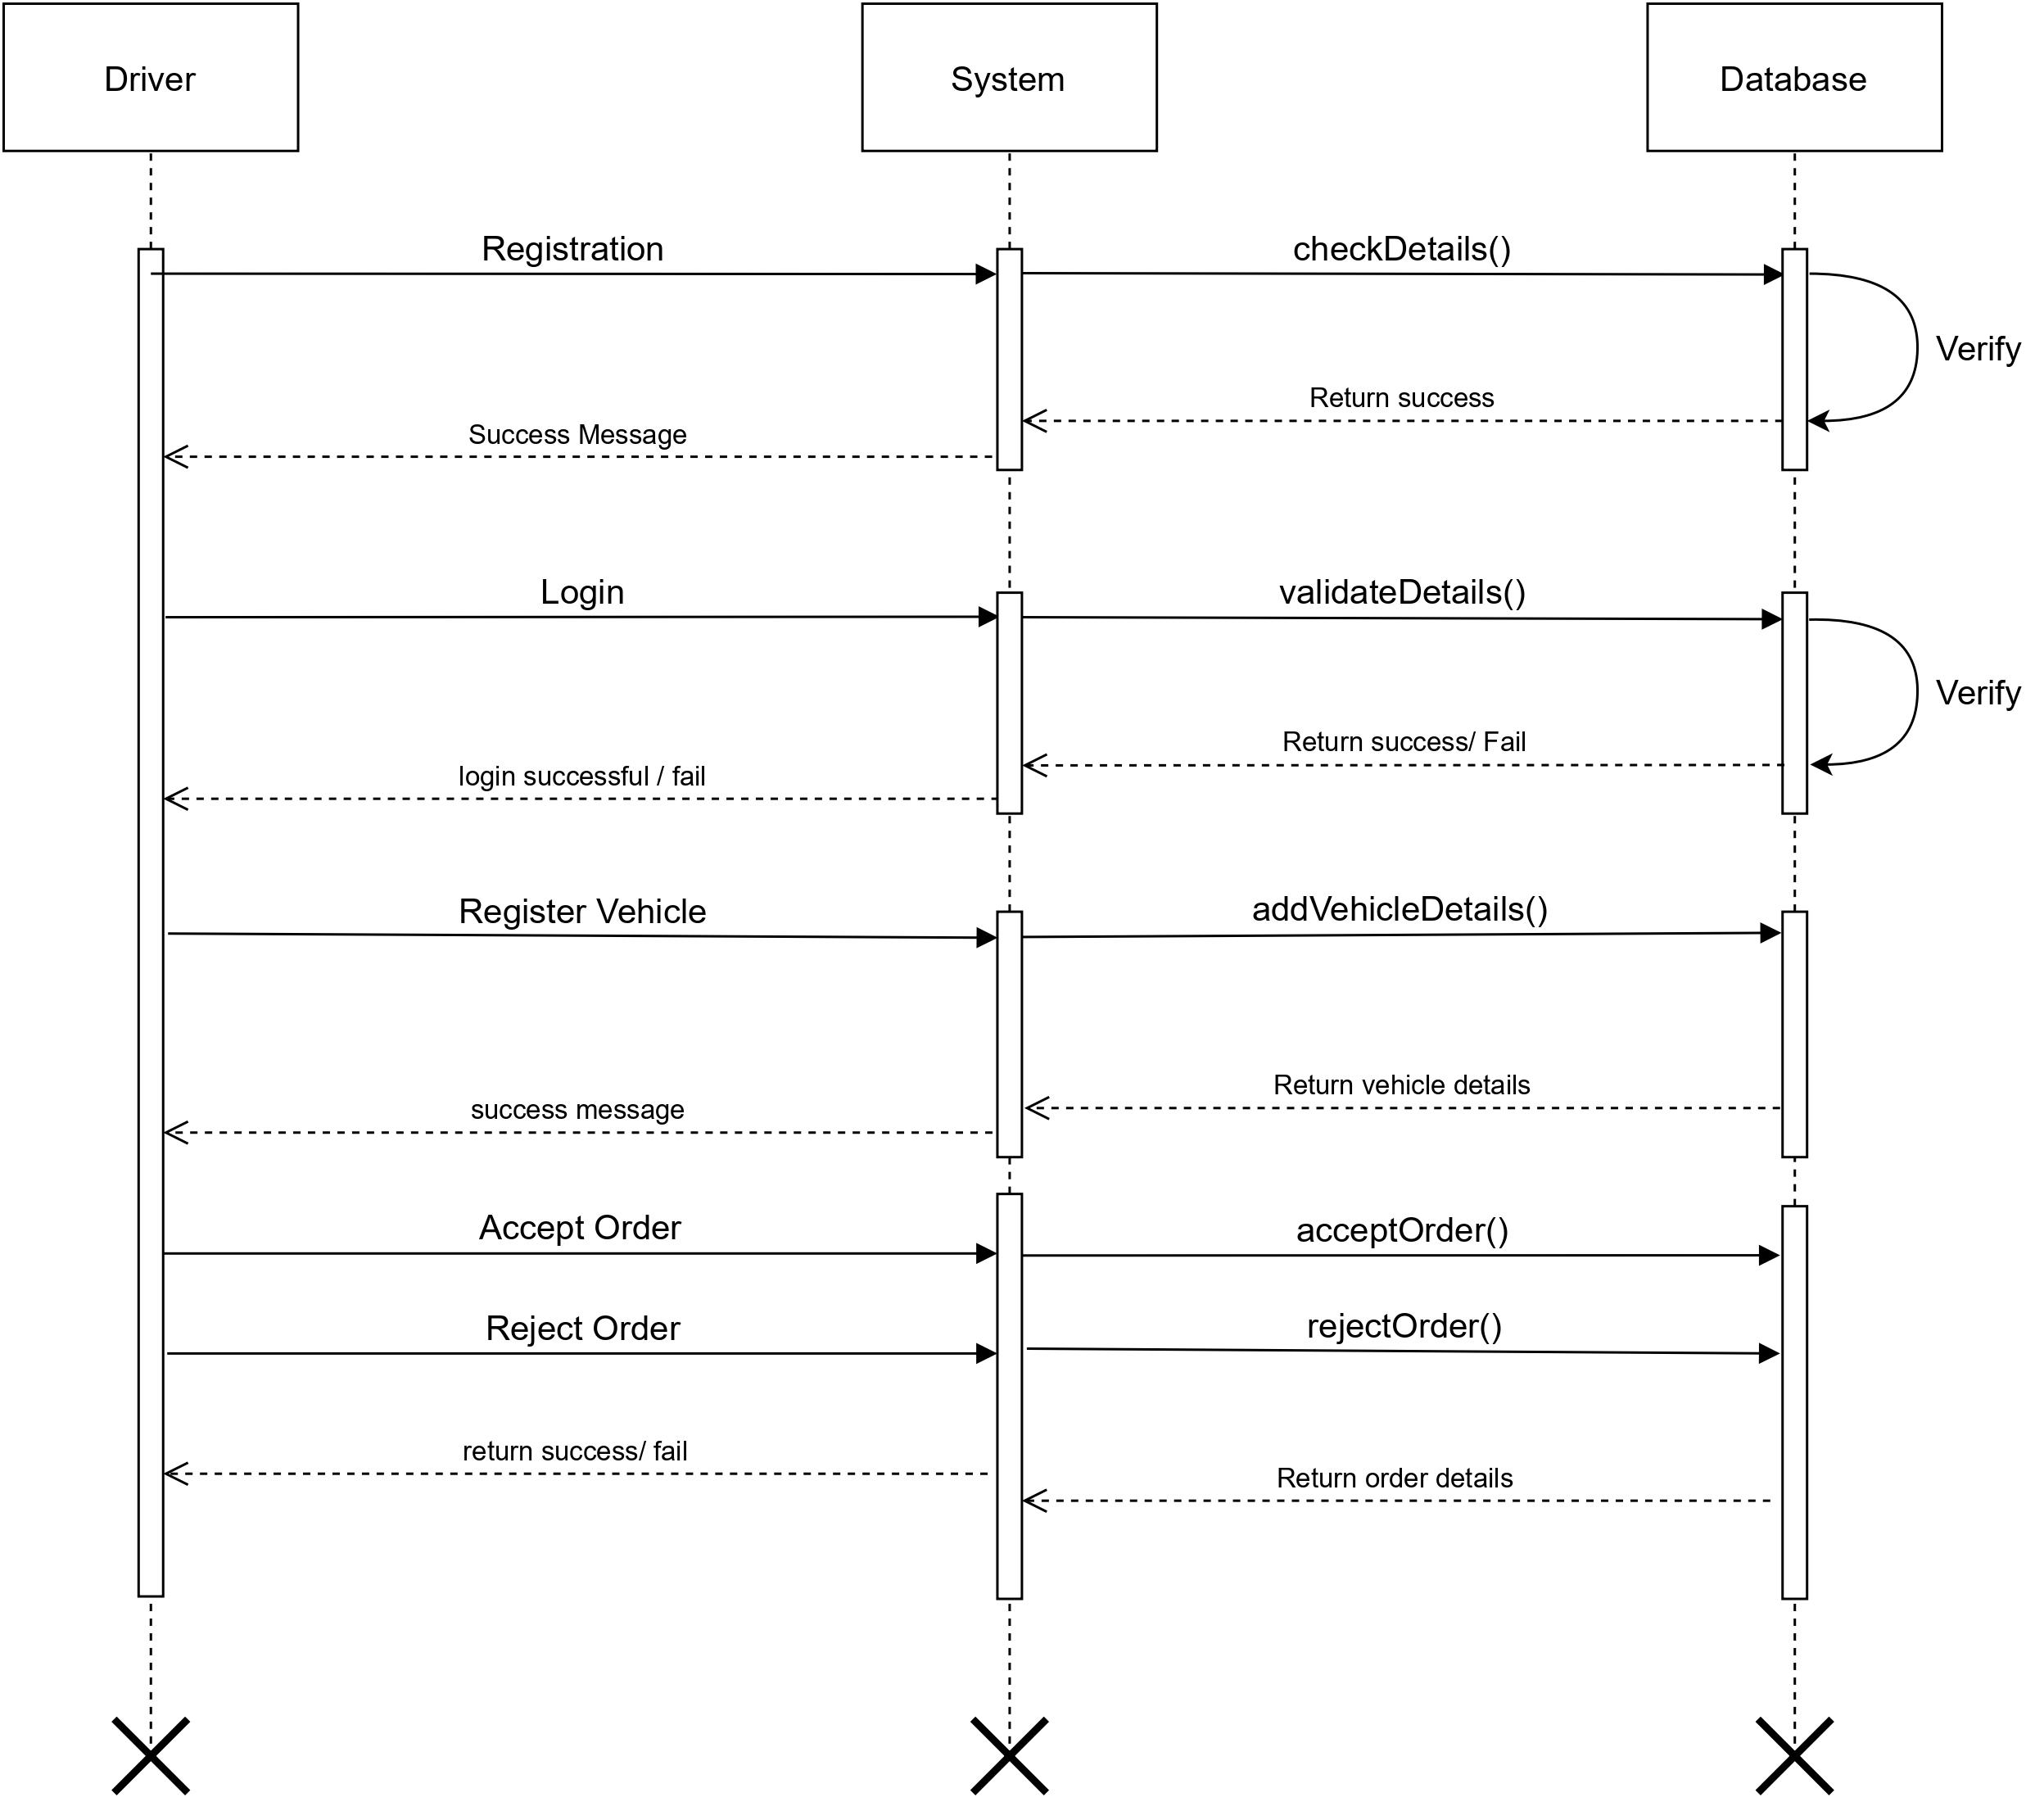 Driver
System
Database
Registration
checkDetails()
Verify
Return success
Success Message
Login
validateDetails()
Verify
Return success/ Fail
login successful / fail
Register Vehicle
addVehicleDetails()
Return vehicle details
success message
Accept Order
acceptOrder()
Reject Order
rejectOrder()
return success/ fail
Return order details